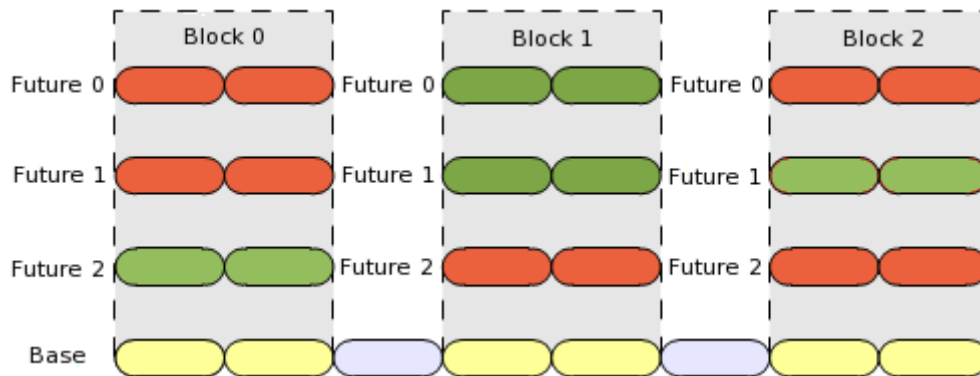 Block 0 Block 1 Block 2
Future 0 Future 0 Future 0
Future 1 Future 1 Future 1
Future 2 Future 2 Future 2
Base